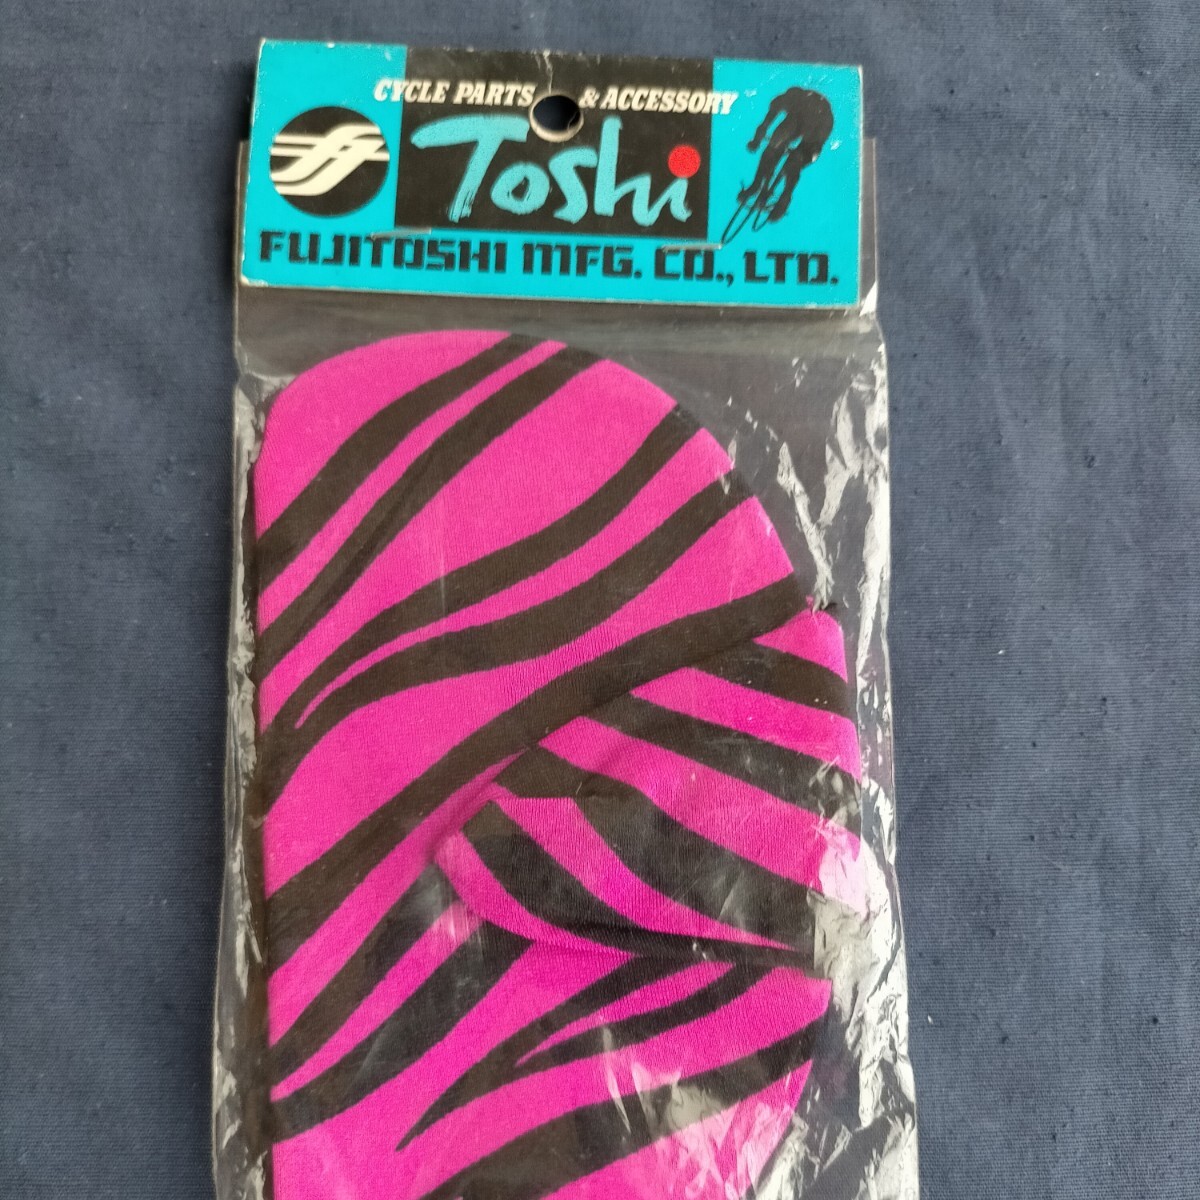 CYCLE PARTS & ACCESSORY
Toshi
FUJITOSHI MFG. CO., LTD.